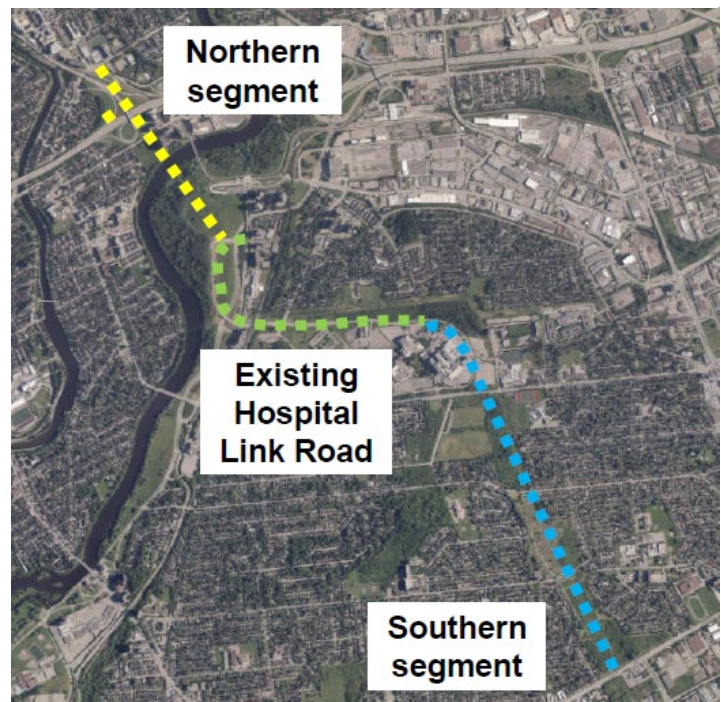 Northern
segment
Existing
Hospital
Link Road
Southern
segment